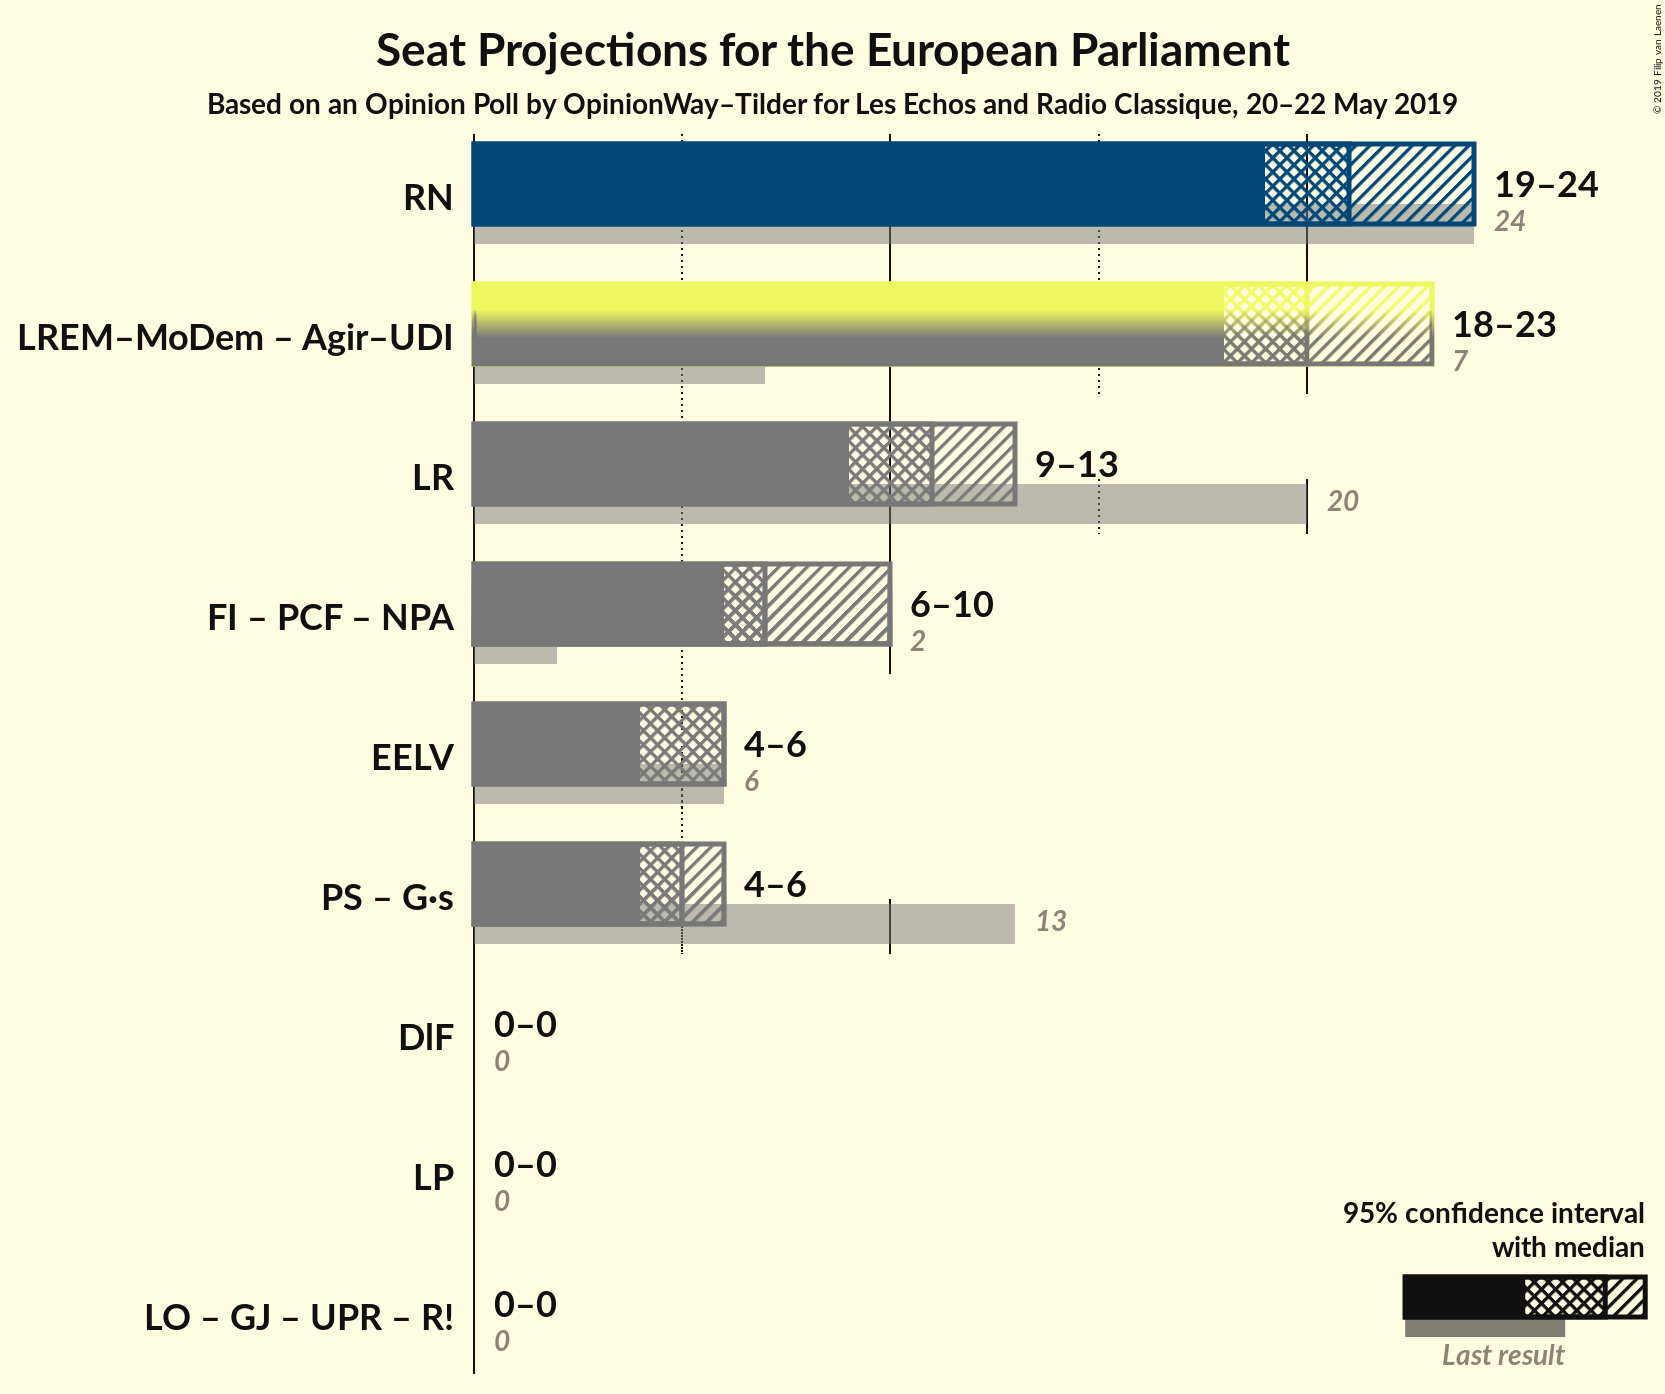 Seat Projections for the European Parliament
Based on an Opinion Poll by OpinionWay–Tilder for Les Echos and Radio Classique, 20–22 May 2019
© 2019 Filip van Laenen
RN
19–24
24
LREM–MoDem – Agir–UDI
18–23
7
LR
9–13
20
FI – PCF – NPA
6–10
2
EELV
4–6
6
PS – G·s
4–6
13
DlF
0–0
0
LP
0–0
0
LO – GJ – UPR – R!
0–0
0
95% confidence interval
with median
Last result